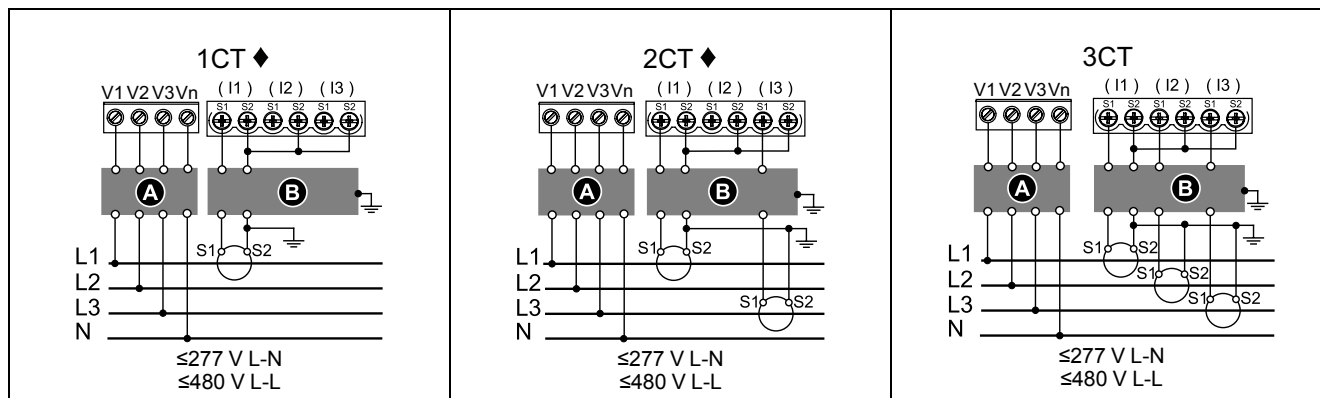 1CT ♦
V1 V2 V3 Vn
( I1 ) ( I2 ) ( I3 )
S1 S2 S1 S2 S1 S2
A
B
S1 S2
L1
L2
L3
N
≤277 V L-N
≤480 V L-L
2CT ♦
V1 V2 V3 Vn
( I1 ) ( I2 ) ( I3 )
S1 S2 S1 S2 S1 S2
A
B
S1 S2
L1
L2
S1 S2
L3
N
≤277 V L-N
≤480 V L-L
3CT
V1 V2 V3 Vn
( I1 ) ( I2 ) ( I3 )
S1 S2 S1 S2 S1 S2
A
B
S1 S2
L1
S1 S2
L2
S1 S2
L3
N
≤277 V L-N
≤480 V L-L